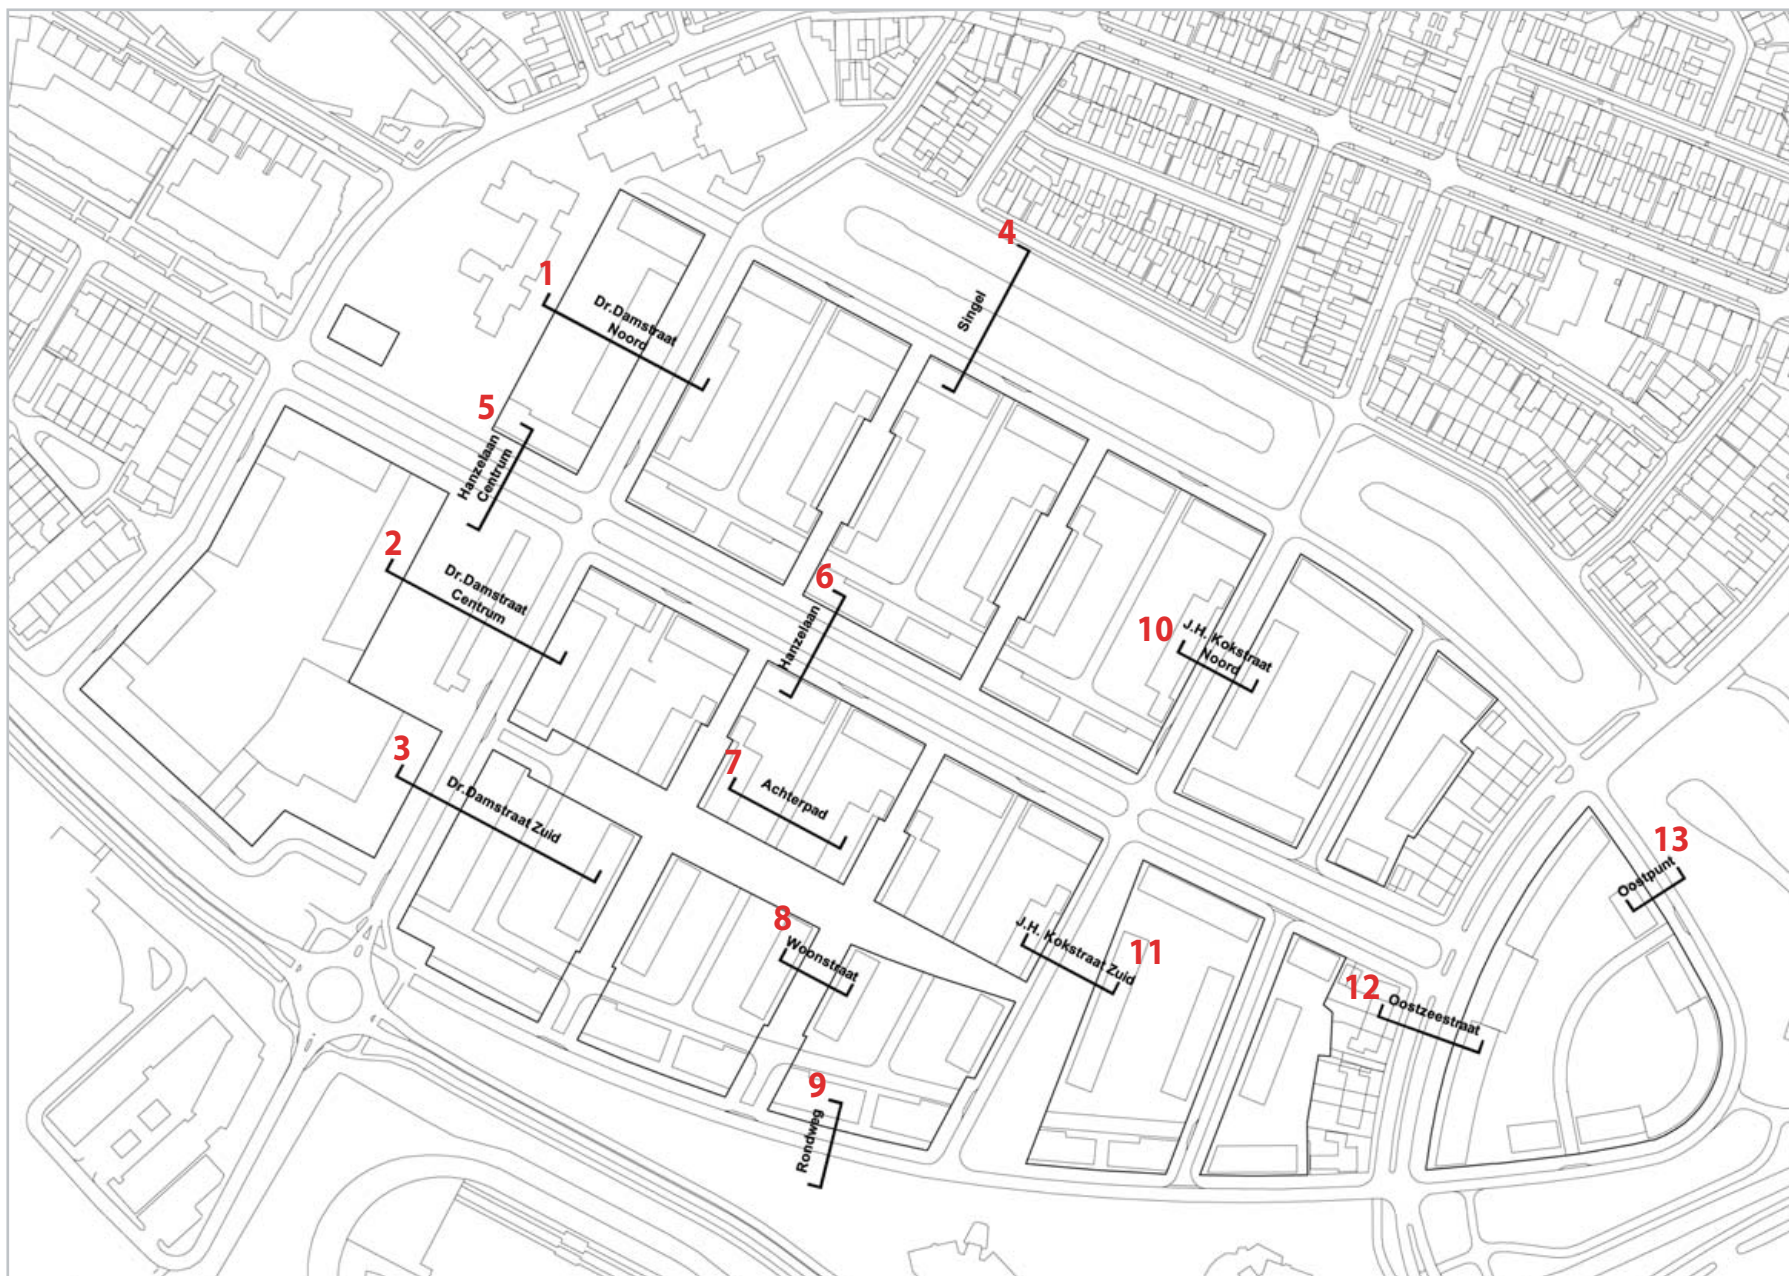 4
1
Singel
Dr.Damstraat
Noord
5
Hanzelaan
Centrum
2
Dr.Damstraat
Centrum
6
Hanzelaan
10
J.H. Kokstraat
Noord
3
Dr.Damstraat Zuid
7
Achterpad
13
Oostpunt
8
Woonstraat
J.H. Kokstraat Zuid
11
12
Oostzeestraat
9
Rondweg